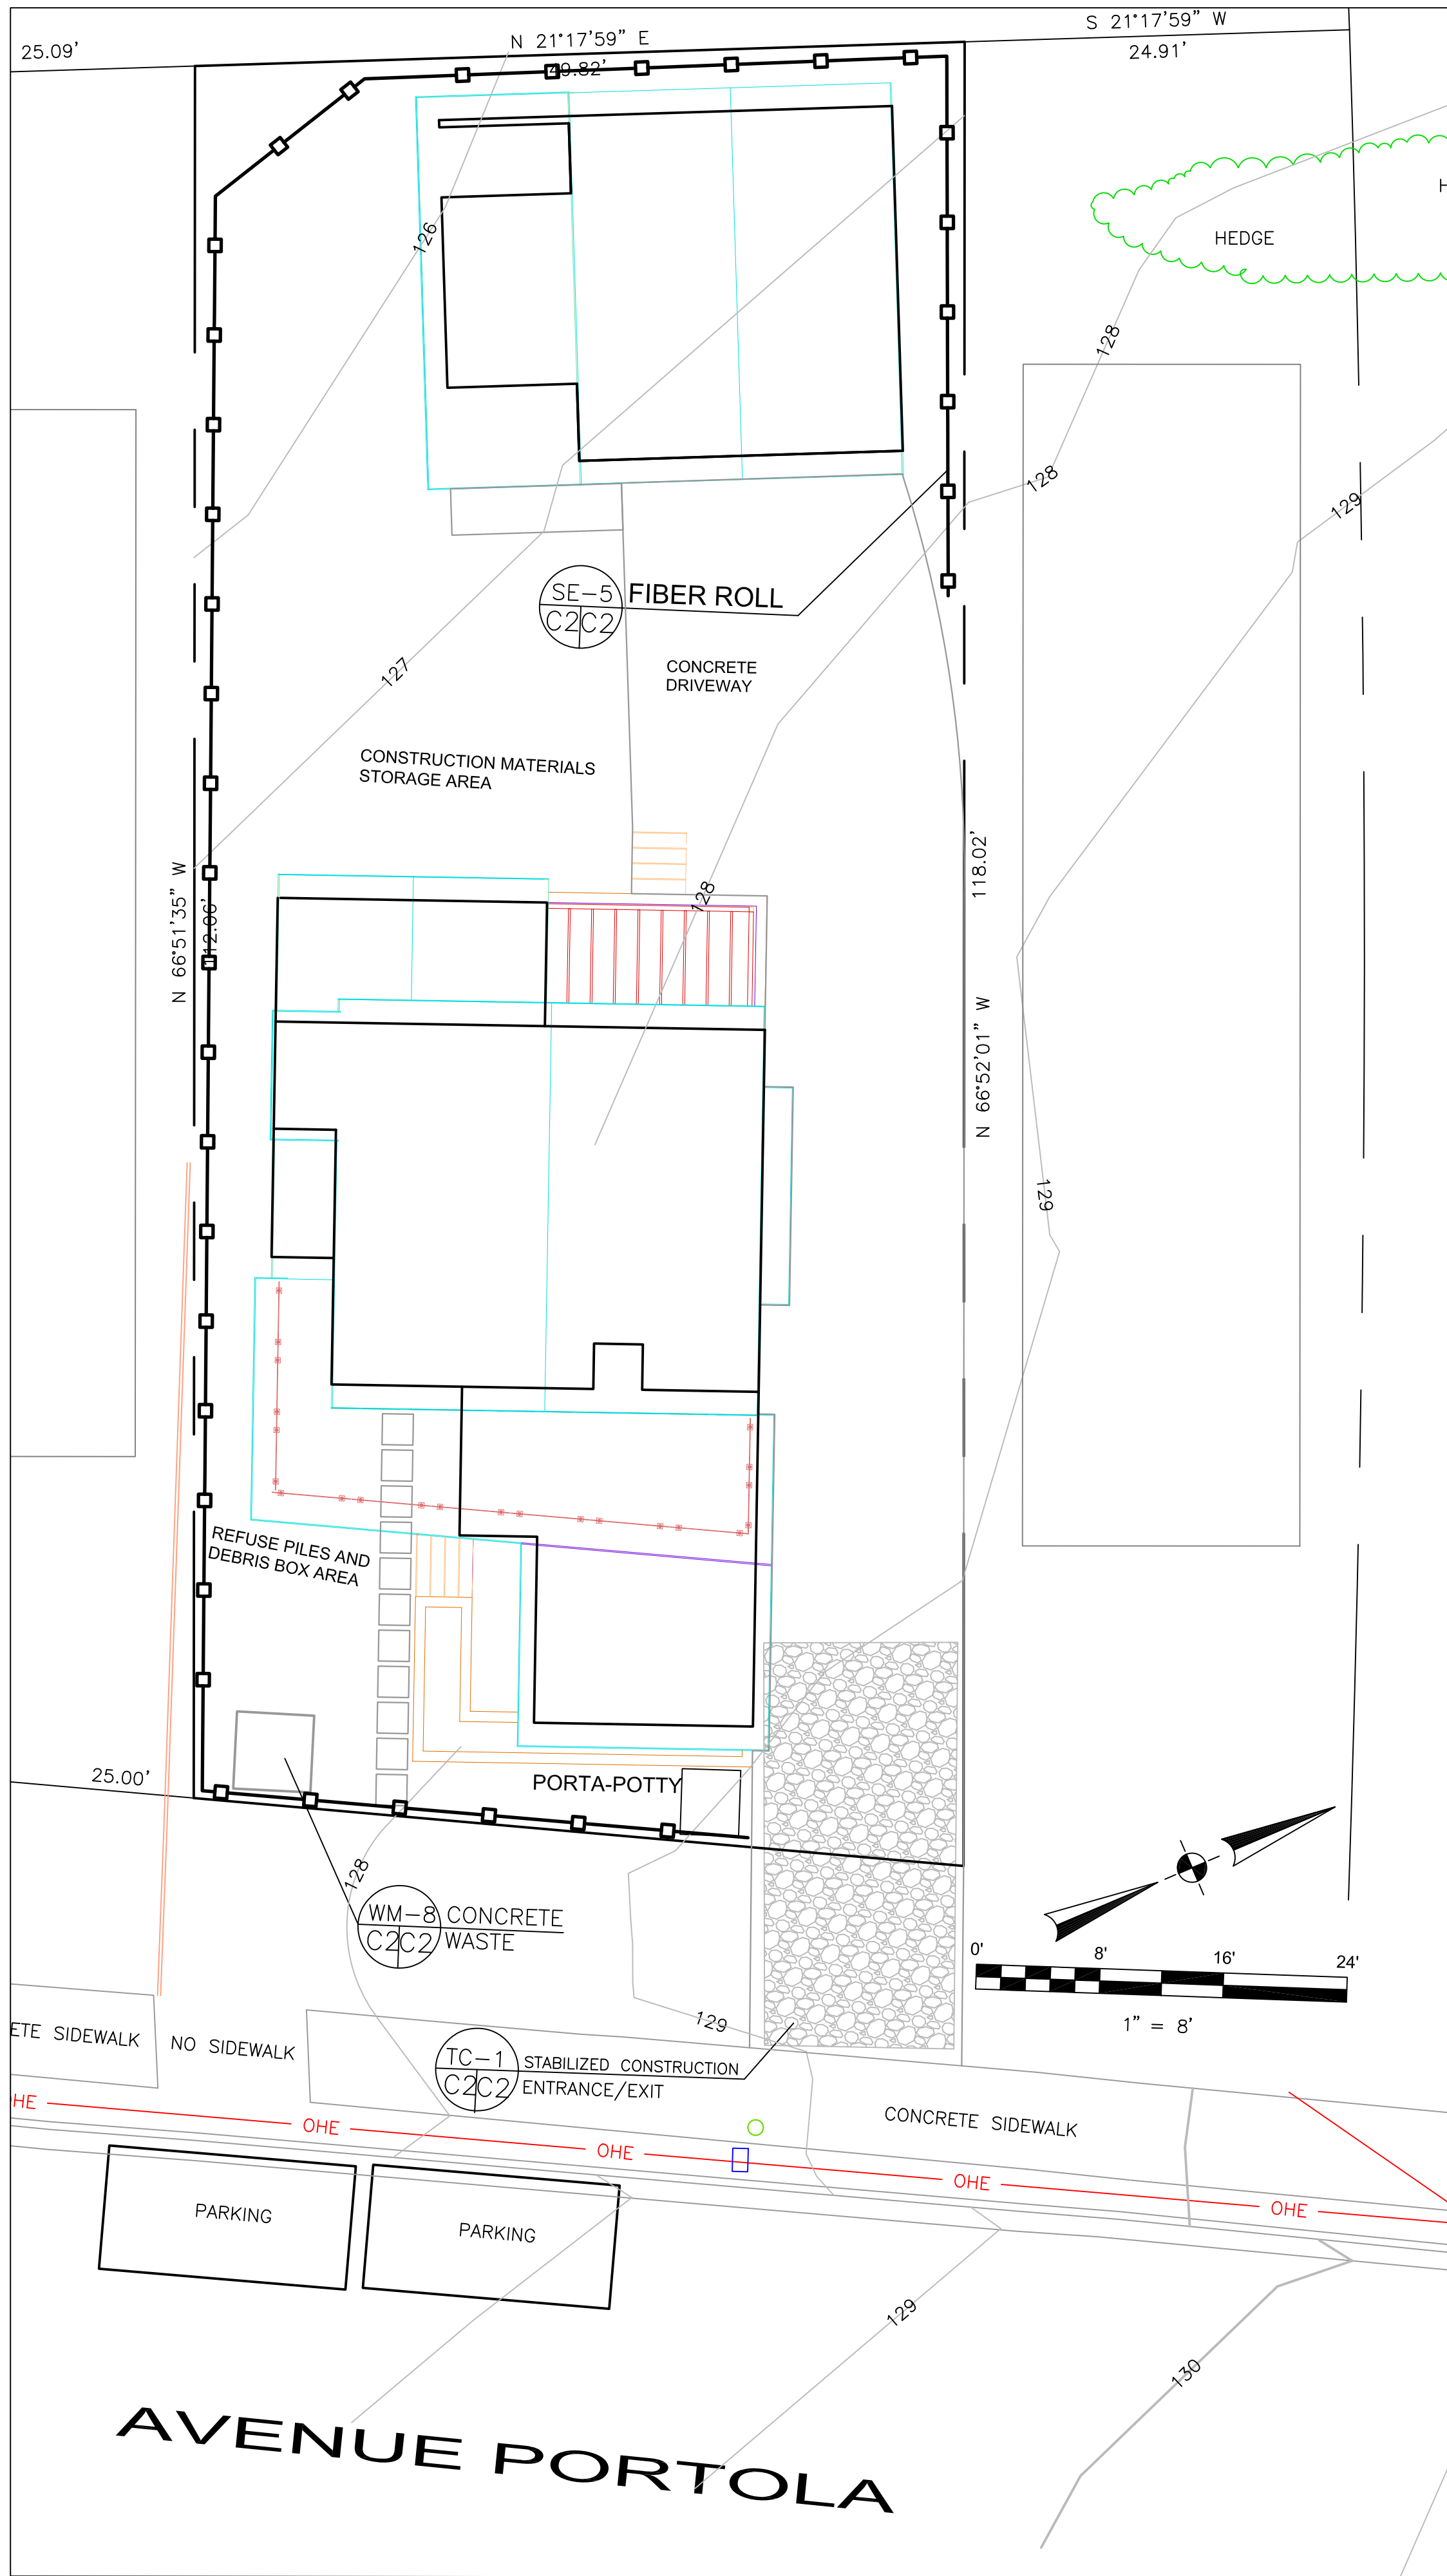 25.09'
N 21°17'59" E
49.82'
S 21°17'59" W
24.91'
H
HEDGE
126
128
128
129
SE-5
C2 C2
FIBER ROLL
CONCRETE
DRIVEWAY
127
CONSTRUCTION MATERIALS
STORAGE AREA
128
N 66°51'35" W
112.06'
118.02'
N 66°52'01" W
129
REFUSE PILES AND
DEBRIS BOX AREA
25.00'
PORTA-POTTY
128
WM-8
C2 C2
CONCRETE
WASTE
0' 8' 16' 24'
1" = 8'
129
ETE SIDEWALK
NO SIDEWALK
TC-1
C2 C2
STABILIZED CONSTRUCTION
ENTRANCE/EXIT
CONCRETE SIDEWALK
HE
OHE
OHE
OHE
OHE
PARKING
PARKING
129
130
AVENUE PORTOLA